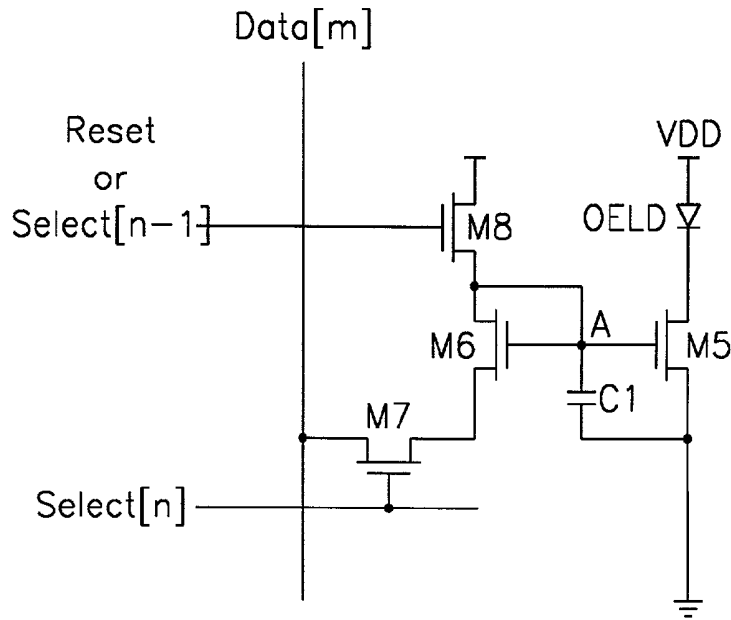 Data[m]
Reset
or
Select[n-1]
VDD
M8
OELD
M6
A
M5
C1
M7
Select[n]